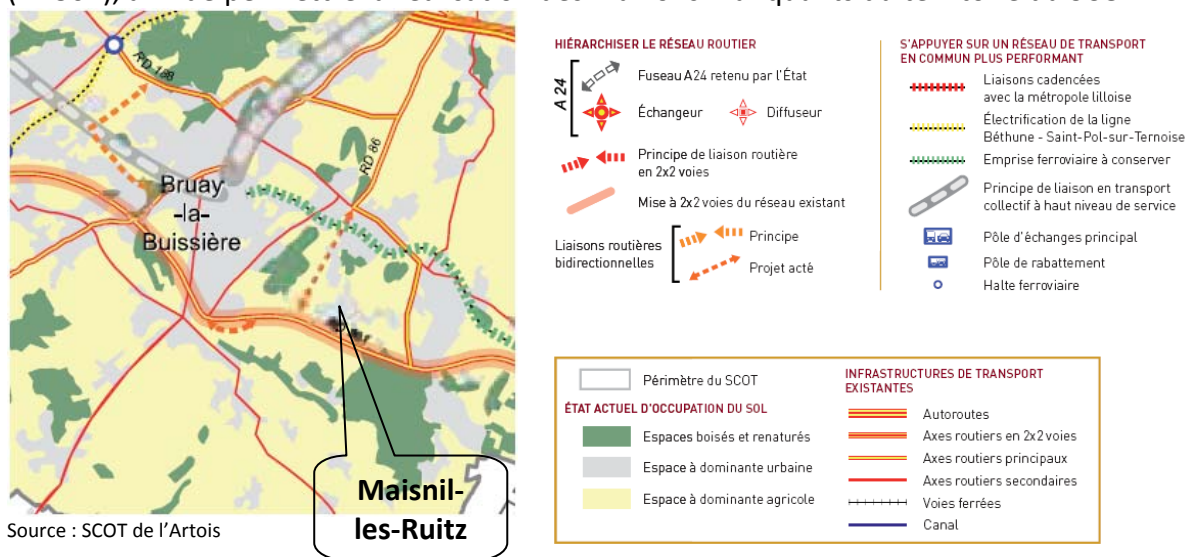 RD 188
RD 86
Bruay
-la-
Buissière
Maisnil-
les-Ruitz
Source : SCOT de l'Artois
HIÉRARCHISER LE RÉSEAU ROUTIER
A 24
Fuseau A24 retenu par l'État
Échangeur
Diffuseur
Principe de liaison routière
en 2x2 voies
Mise à 2x2 voies du réseau existant
Liaisons routières
bidirectionnelles
Principe
Projet acté
S'APPUYER SUR UN RÉSEAU DE TRANSPORT
EN COMMUN PLUS PERFORMANT
Liaisons cadencées
avec la métropole lilloise
Électrification de la ligne
Béthune - Saint-Pol-sur-Ternoise
Emprise ferroviaire à conserver
Principe de liaison en transport
collectif à haut niveau de service
Pôle d'échanges principal
Pôle de rabattement
Halte ferroviaire
Périmètre du SCOT
ÉTAT ACTUEL D'OCCUPATION DU SOL
Espaces boisés et renaturés
Espace à dominante urbaine
Espace à dominante agricole
INFRASTRUCTURES DE TRANSPORT
EXISTANTES
Autoroutes
Axes routiers en 2x2 voies
Axes routiers principaux
Axes routiers secondaires
Voies ferrées
Canal